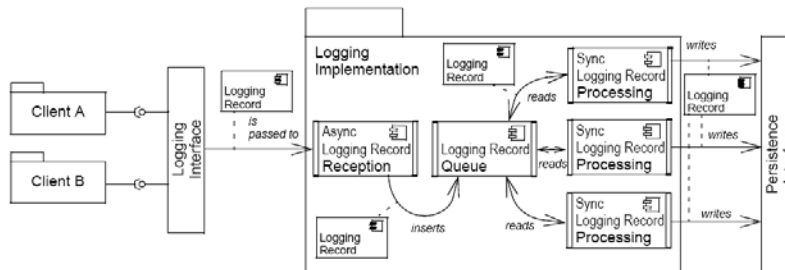 Client A
Client B
Logging
Interface
Logging
Record
is
passed to
Logging
Implementation
Async
Logging Record
Reception
Logging
Record
inserts
Logging
Record
Logging Record
Queue
reads
reads
reads
Sync
Logging Record
Processing
Sync
Logging Record
Processing
Sync
Logging Record
Processing
writes
Logging
Record
writes
writes
Persistence